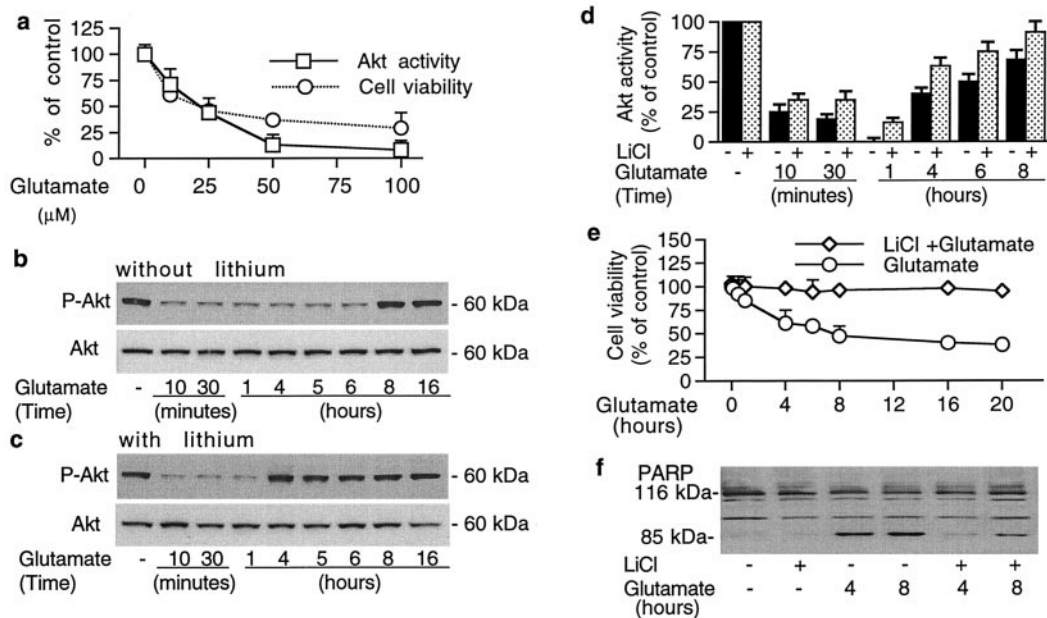 a
% of control
125
100
75
50
25
0
Akt activity
Cell viability
Glutamate 0 25 50 75 100
(μM)
b
without lithium
P-Akt - 60 kDa
Akt - 60 kDa
Glutamate - 10 30 1 4 5 6 8 16
(Time) (minutes) (hours)
c
with lithium
P-Akt - 60 kDa
Akt - 60 kDa
Glutamate - 10 30 1 4 5 6 8 16
(Time) (minutes) (hours)
d
Akt activity
(% of control)
100
75
50
25
0
LiCl - + - + - + - + - + - + - +
Glutamate - 10 30 1 4 6 8
(Time) (minutes) (hours)
e
Cell viability
(% of control)
150
125
100
75
50
25
0
LiCl +Glutamate
Glutamate
Glutamate 0 4 8 12 16 20
(hours)
f
PARP
116 kDa-
85 kDa-
LiCl - + - - + +
Glutamate - - 4 8 4 8
(hours)